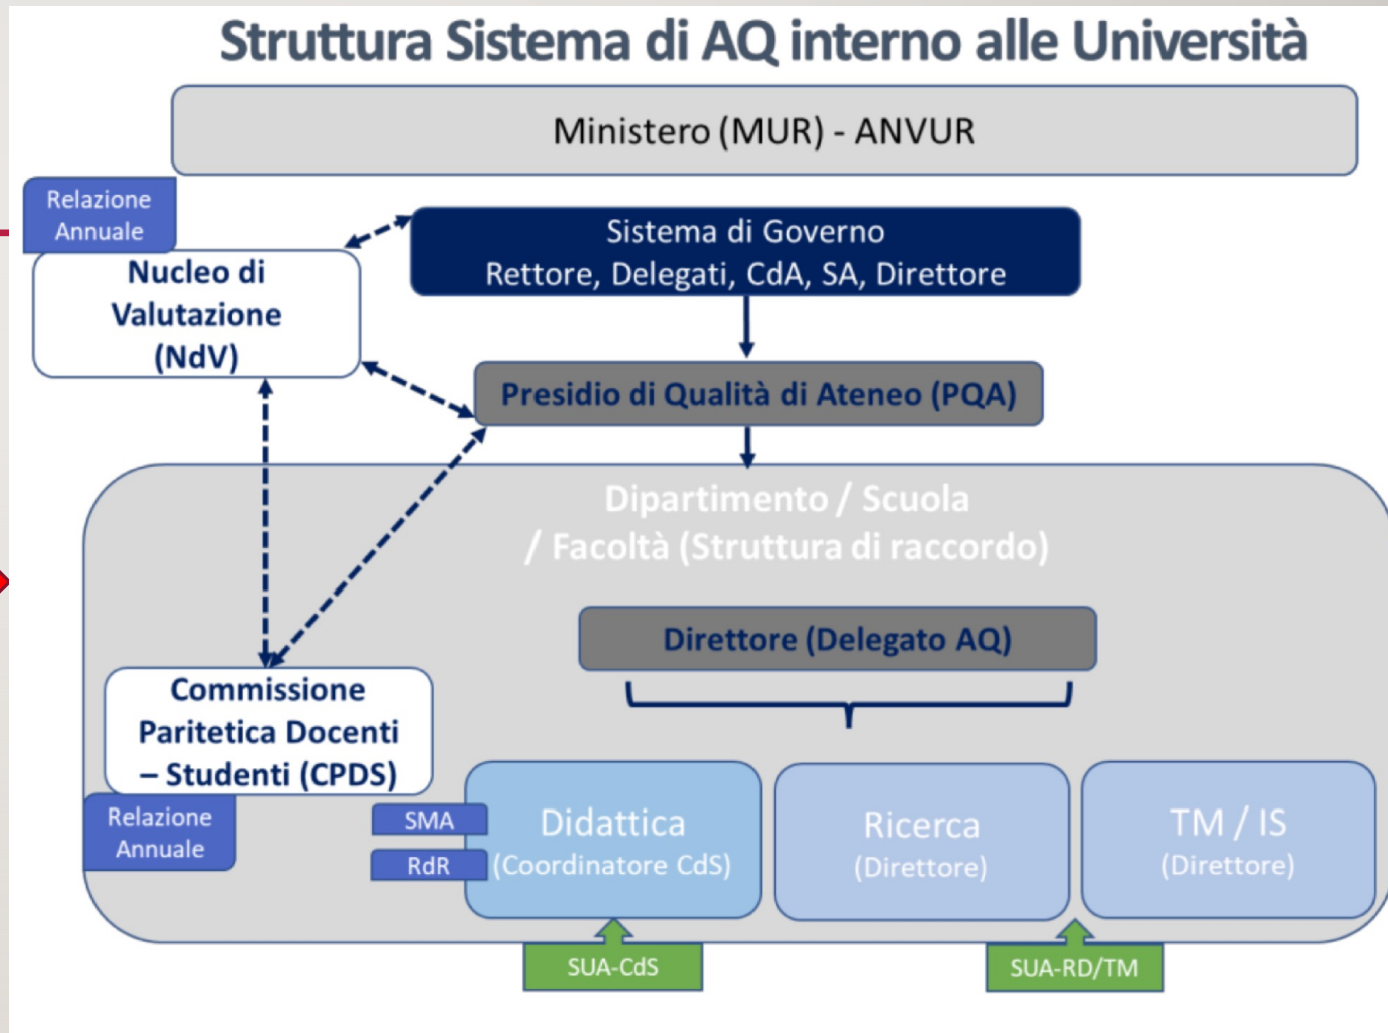 Struttura Sistema di AQ interno alle Università
Ministero (MUR) - ANVUR
Relazione
Annuale
Nucleo di
Valutazione
(NdV)
Sistema di Governo
Rettore, Delegati, CdA, SA, Direttore
Presidio di Qualità di Ateneo (PQA)
Dipartimento / Scuola
/ Facoltà (Struttura di raccordo)
Direttore (Delegato AQ)
Commissione
Paritetica Docenti
– Studenti (CPDS)
Relazione
Annuale
SMA
RdR
Didattica
(Coordinatore CdS)
Ricerca
(Direttore)
TM / IS
(Direttore)
SUA-CdS
SUA-RD/TM